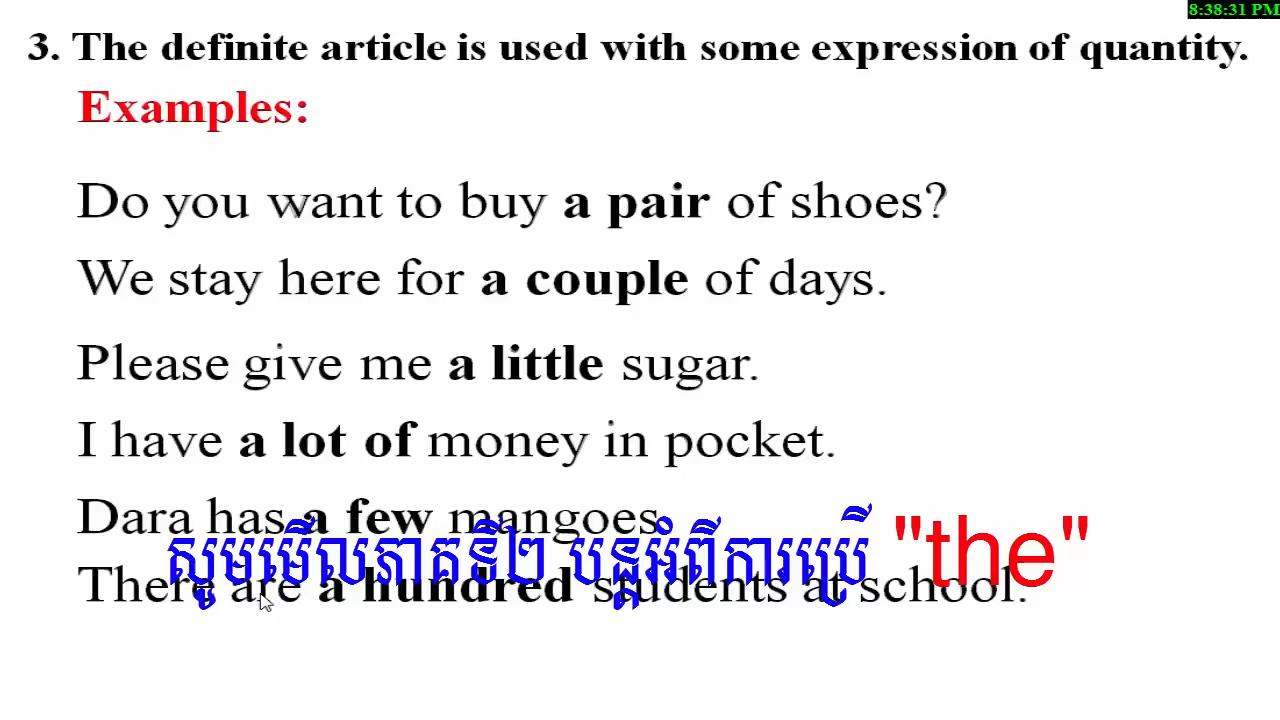 8:38:31 PM
3. The definite article is used with some expression of quantity.
Examples:
Do you want to buy a pair of shoes?
We stay here for a couple of days.
Please give me a little sugar.
I have a lot of money in pocket.
Dara has a few mangoes.
សូមមើលភាគទី២ បន្តអំពីការប្រើ "the"
There are a hundred students at school.